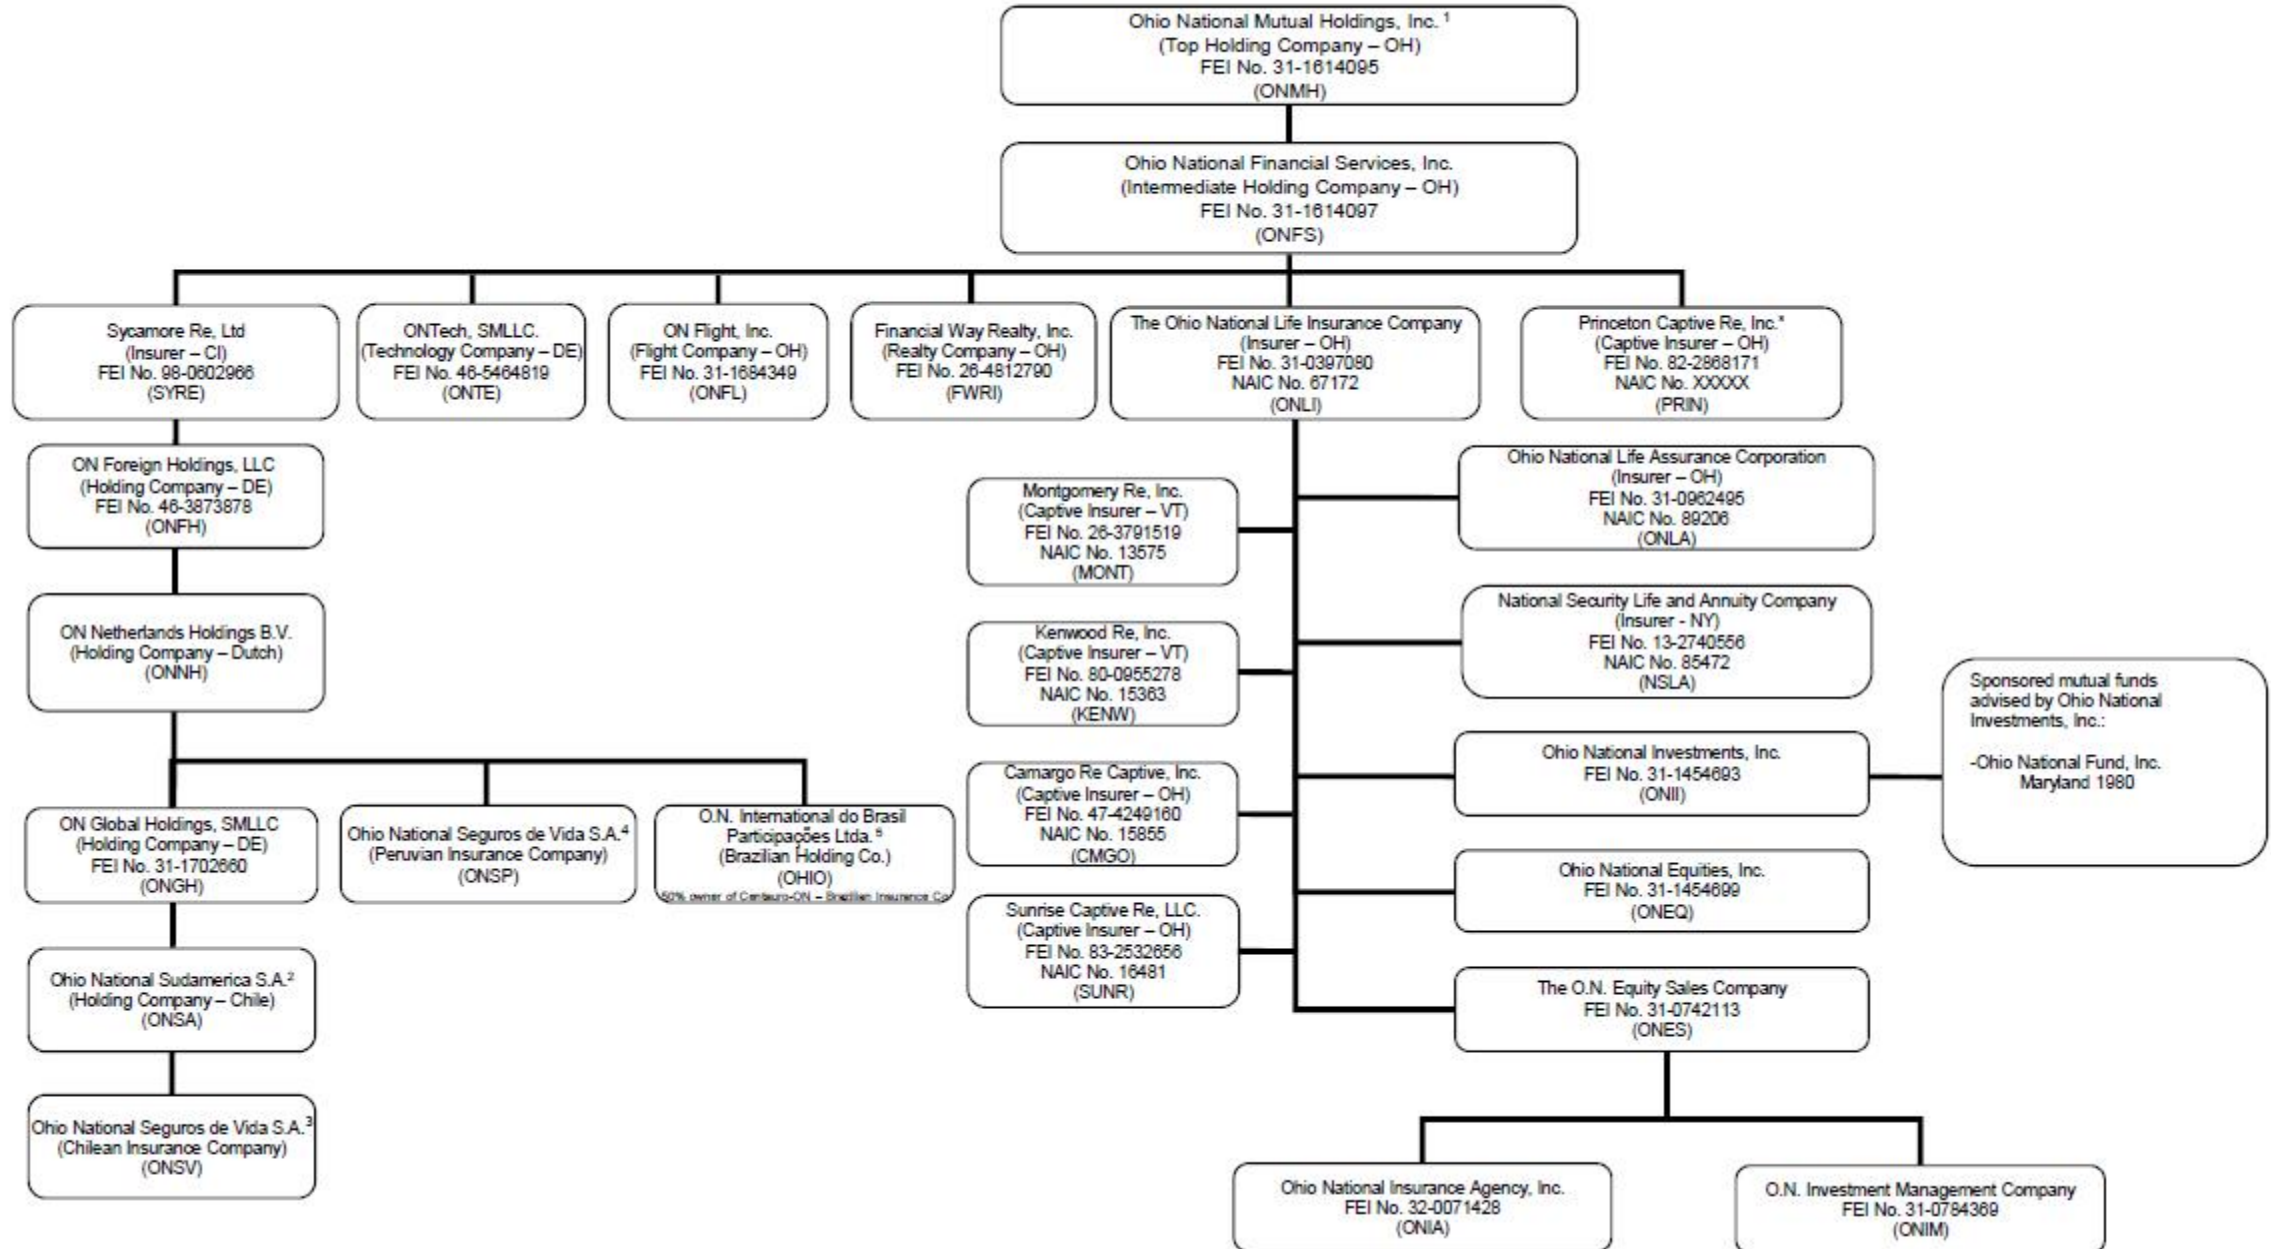 Ohio National Mutual Holdings, Inc. ¹
(Top Holding Company – OH)
FEI No. 31-1614095
(ONMH)
Ohio National Financial Services, Inc.
(Intermediate Holding Company – OH)
FEI No. 31-1614097
(ONFS)
Sycamore Re, Ltd
(Insurer – CI)
FEI No. 98-0602966
(SYRE)
ONTech, SMLLC.
(Technology Company – DE)
FEI No. 46-5464819
(ONTE)
ON Flight, Inc.
(Flight Company – OH)
FEI No. 31-1684349
(ONFL)
Financial Way Realty, Inc.
(Realty Company – OH)
FEI No. 26-4812790
(FWRI)
The Ohio National Life Insurance Company
(Insurer – OH)
FEI No. 31-0397080
NAIC No. 67172
(ONLI)
Princeton Captive Re, Inc.*
(Captive Insurer – OH)
FEI No. 82-2868171
NAIC No. XXXXX
(PRIN)
ON Foreign Holdings, LLC
(Holding Company – DE)
FEI No. 46-3873878
(ONFH)
ON Netherlands Holdings B.V.
(Holding Company – Dutch)
(ONNH)
ON Global Holdings, SMLLC
(Holding Company – DE)
FEI No. 31-1702660
(ONGH)
Ohio National Seguros de Vida S.A.⁴
(Peruvian Insurance Company)
(ONSP)
O.N. International do Brasil
Participações Ltda.
(Brazilian Holding Co.)
(OHIO)
50% owner of Centauro-ON – Brazilian Insurance Co
Ohio National Sudamerica S.A.²
(Holding Company – Chile)
(ONSA)
Ohio National Seguros de Vida S.A.³
(Chilean Insurance Company)
(ONSV)
Montgomery Re, Inc.
(Captive Insurer – VT)
FEI No. 26-3791519
NAIC No. 13575
(MONT)
Kenwood Re, Inc.
(Captive Insurer – VT)
FEI No. 80-0955278
NAIC No. 15363
(KENW)
Camargo Re Captive, Inc.
(Captive Insurer – OH)
FEI No. 47-4249160
NAIC No. 15855
(CMGO)
Sunrise Captive Re, LLC.
(Captive Insurer – OH)
FEI No. 83-2532656
NAIC No. 16481
(SUNR)
Ohio National Life Assurance Corporation
(Insurer – OH)
FEI No. 31-0962495
NAIC No. 89206
(ONLA)
National Security Life and Annuity Company
(Insurer - NY)
FEI No. 13-2740556
NAIC No. 85472
(NSLA)
Ohio National Investments, Inc.
FEI No. 31-1454693
(ONII)
Sponsored mutual funds
advised by Ohio National
Investments, Inc.:
-Ohio National Fund, Inc.
Maryland 1980
Ohio National Equities, Inc.
FEI No. 31-1454699
(ONEQ)
The O.N. Equity Sales Company
FEI No. 31-0742113
(ONES)
Ohio National Insurance Agency, Inc.
FEI No. 32-0071428
(ONIA)
O.N. Investment Management Company
FEI No. 31-0784369
(ONIM)